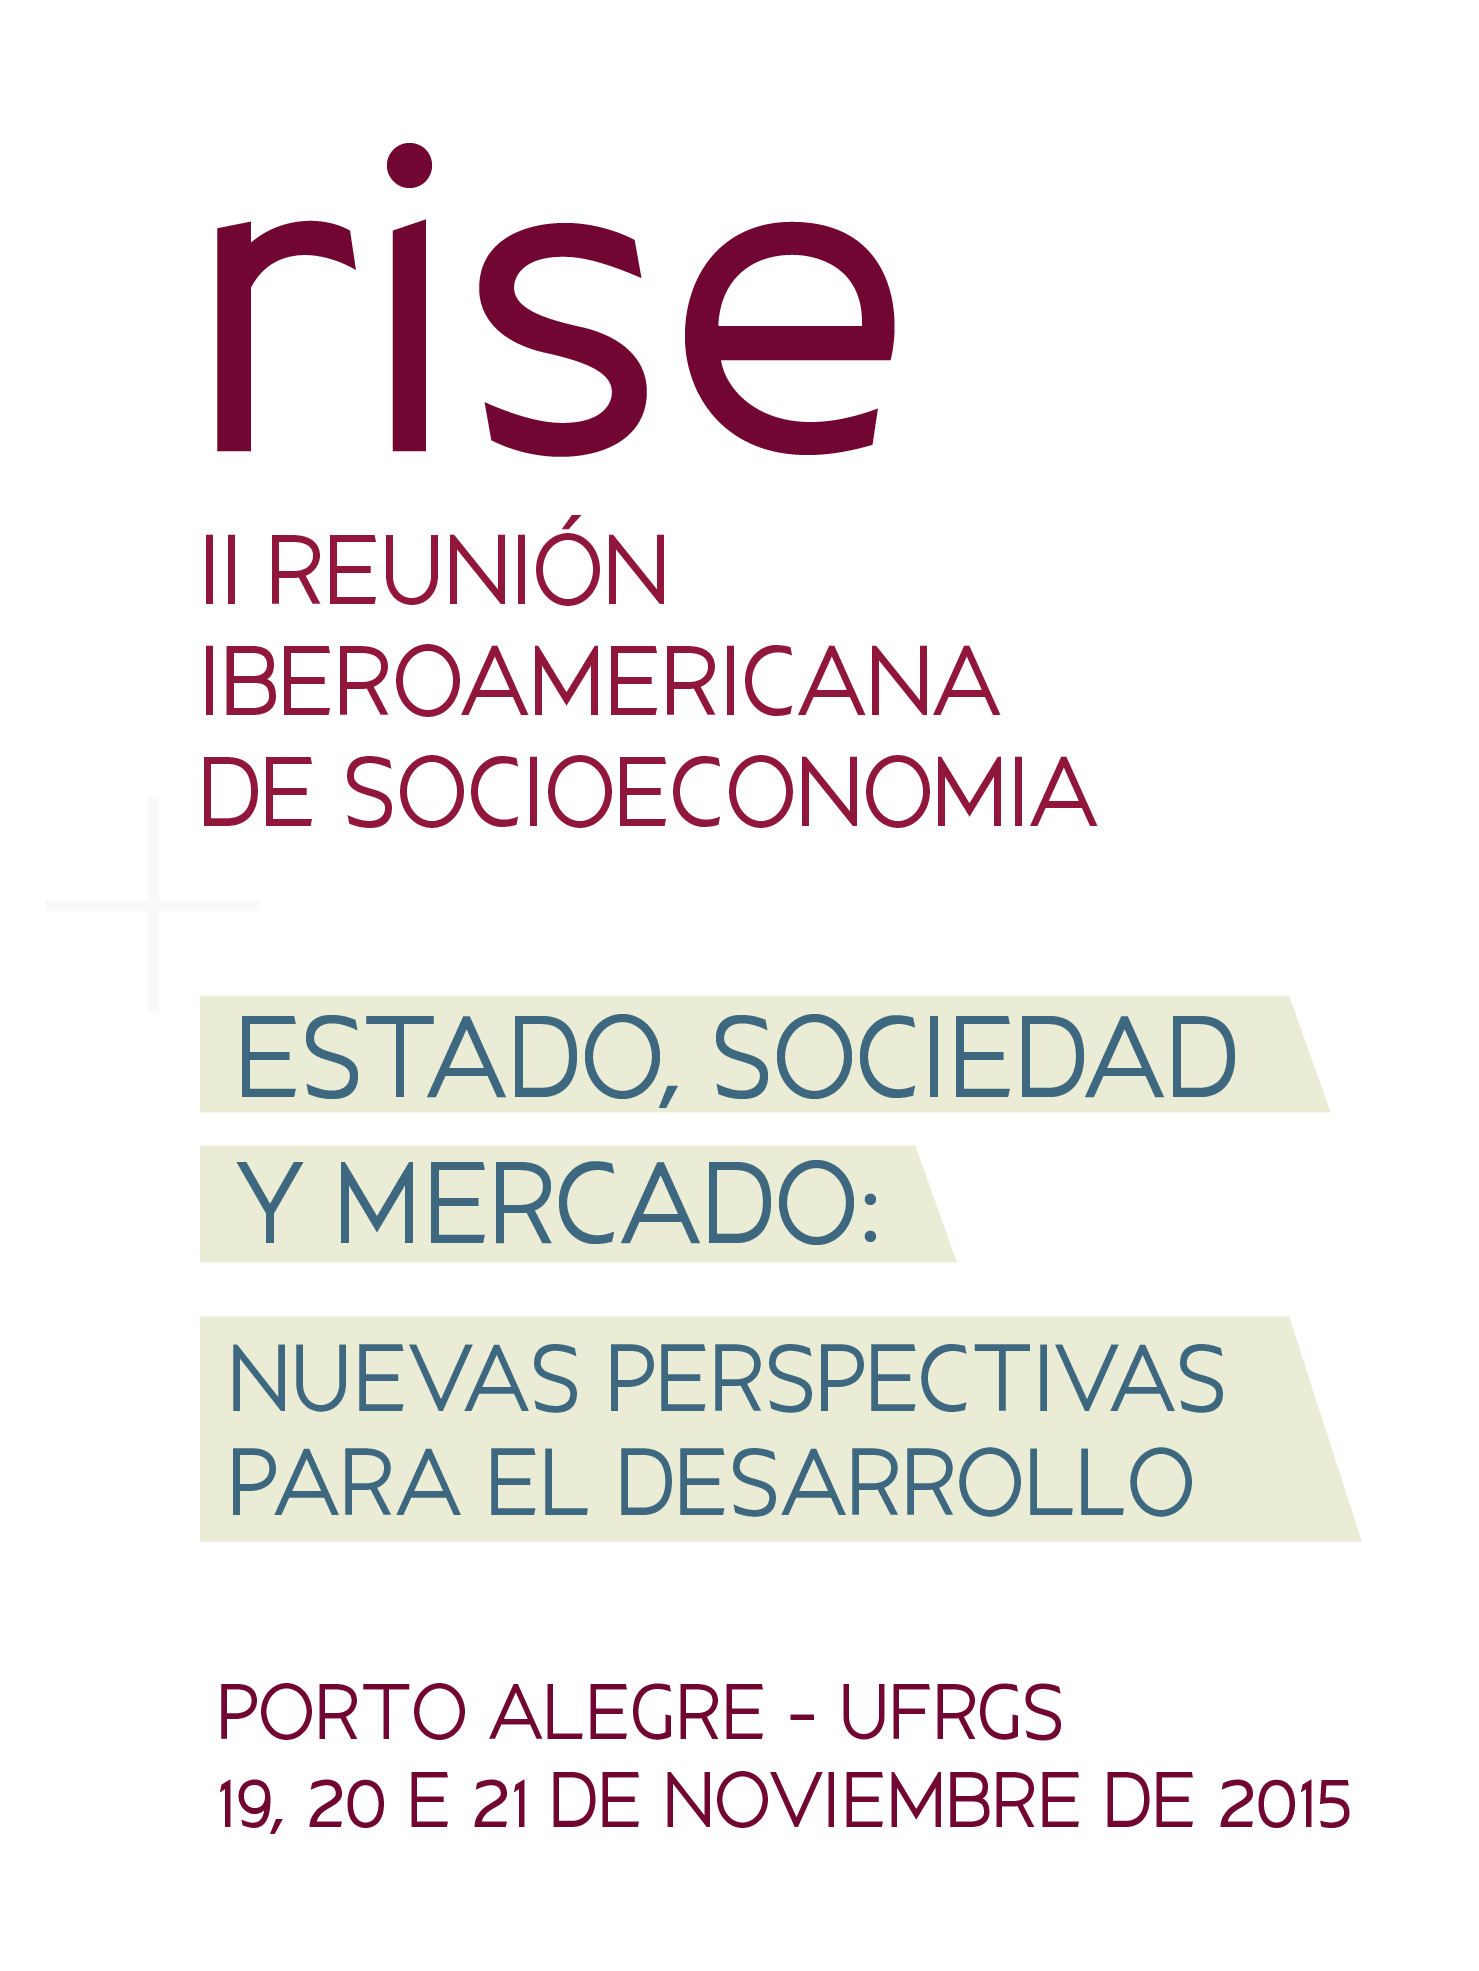 rise
II REUNIÓN
IBEROAMERICANA
DE SOCIOECONOMIA
ESTADO, SOCIEDAD
Y MERCADO:
NUEVAS PERSPECTIVAS
PARA EL DESARROLLO
PORTO ALEGRE - UFRGS
19, 20 E 21 DE NOVIEMBRE DE 2015